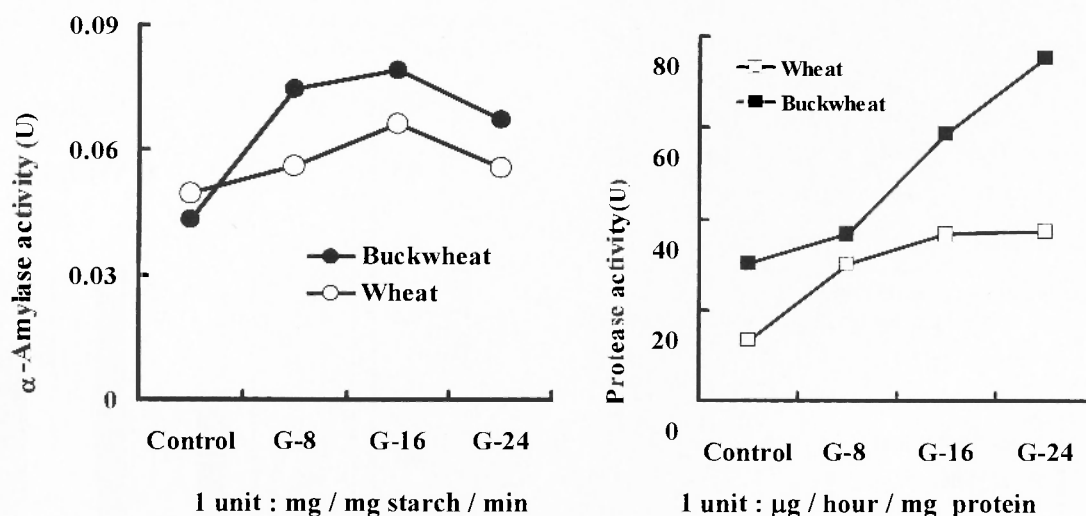 0.09
0.06
0.03
0
α-Amylase activity (U)
Buckwheat
Wheat
Control G-8 G-16 G-24
1 unit : mg / mg starch / min
80
60
40
20
0
Protease activity(U)
Wheat
Buckwheat
Control G-8 G-16 G-24
1 unit : μg / hour / mg protein